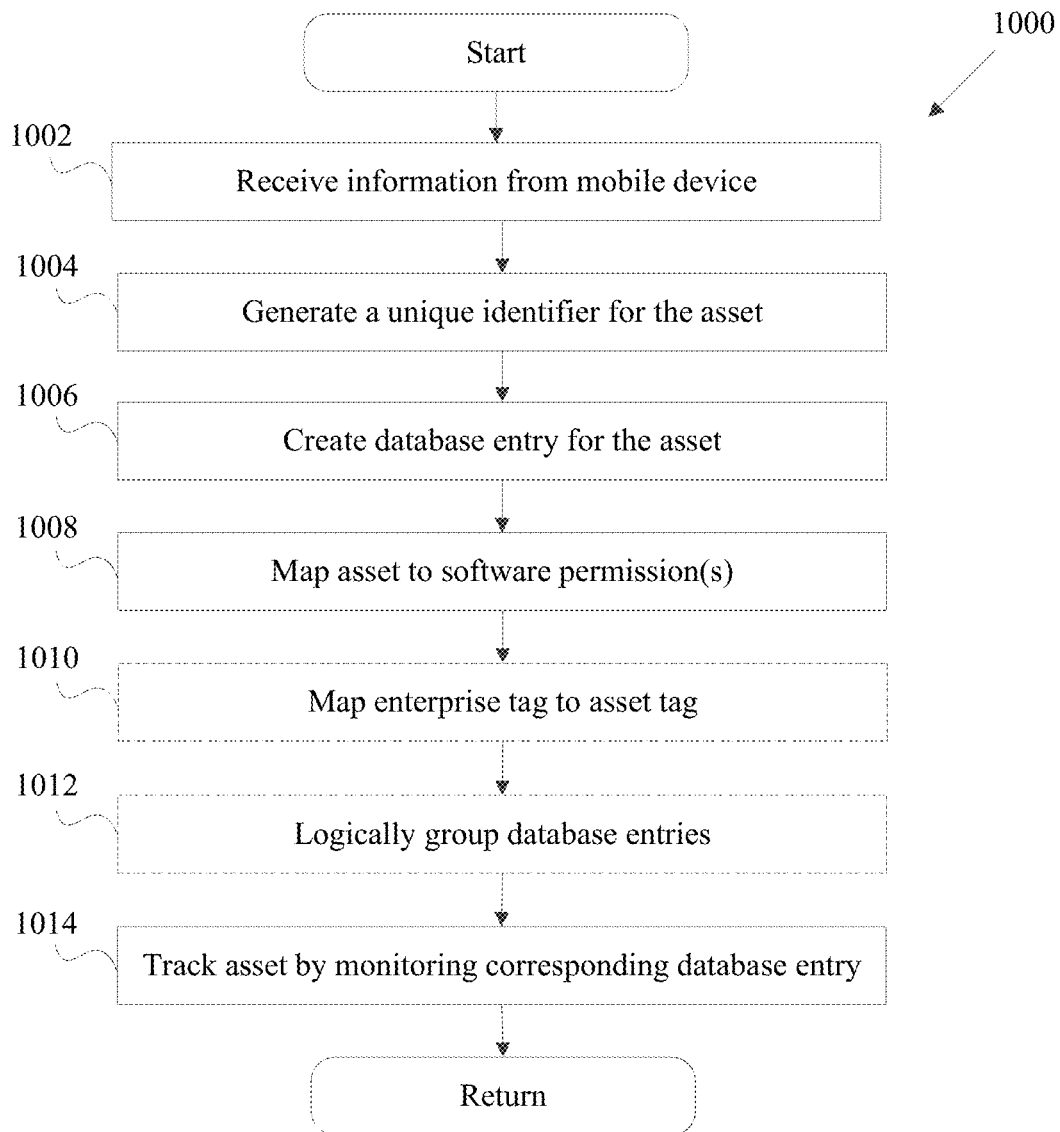 1000
Start
1002
Receive information from mobile device
1004
Generate a unique identifier for the asset
1006
Create database entry for the asset
1008
Map asset to software permission(s)
1010
Map enterprise tag to asset tag
1012
Logically group database entries
1014
Track asset by monitoring corresponding database entry
Return